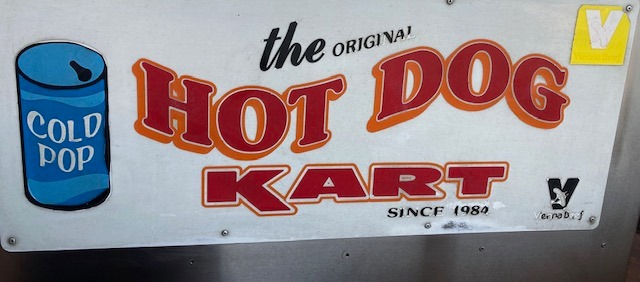 the ORIGINAL
HOT DOG
KART
SINCE 1984
COLD
POP
V
V